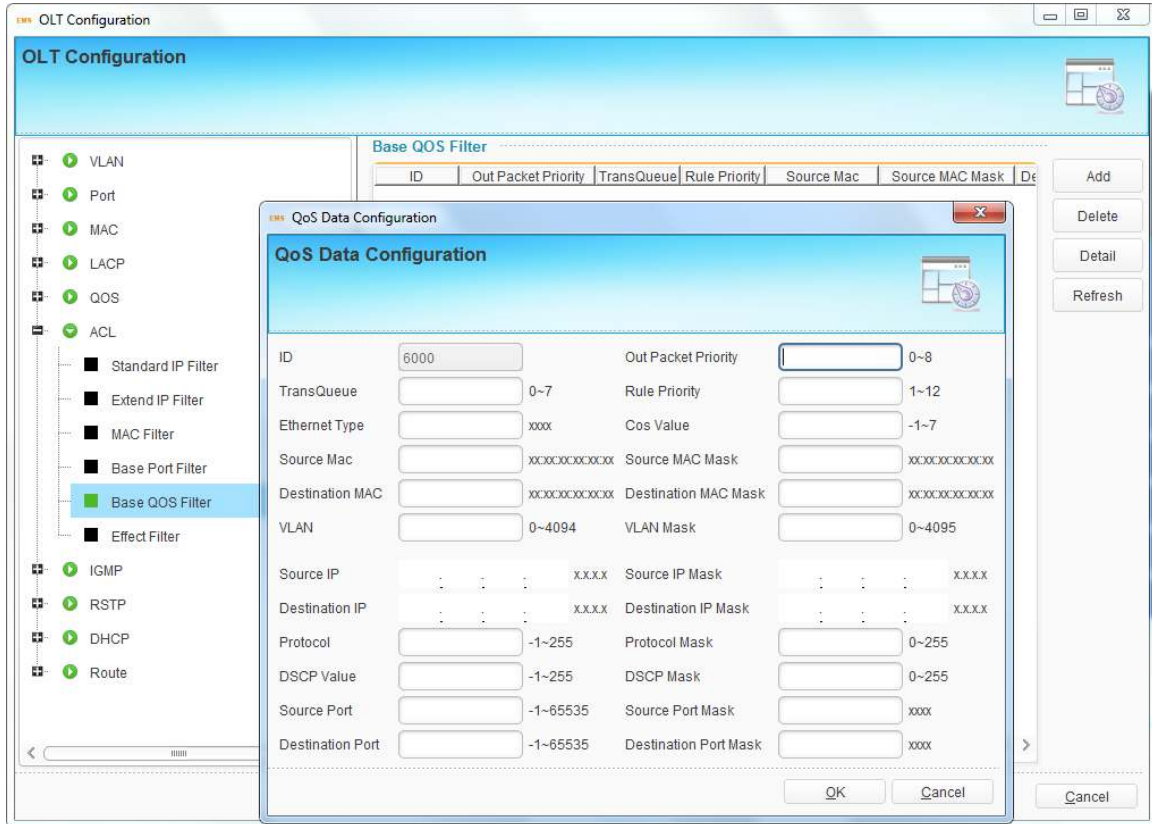 EMS OLT Configuration
OLT Configuration
VLAN
Port
MAC
LACP
QOS
ACL
Standard IP Filter
Extend IP Filter
MAC Filter
Base Port Filter
Base QOS Filter
Effect Filter
IGMP
RSTP
DHCP
Route
Base QOS Filter
ID Out Packet Priority TransQueue Rule Priority Source Mac Source MAC Mask De
Add
Delete
Detail
Refresh
EMS QoS Data Configuration
QoS Data Configuration
ID 6000 Out Packet Priority 0~8
TransQueue 0~7 Rule Priority 1~12
Ethernet Type xxxx Cos Value -1~7
Source Mac xx:xx:xx:xx:xx:xx Source MAC Mask xx:xx:xx:xx:xx:xx
Destination MAC xx:xx:xx:xx:xx:xx Destination MAC Mask xx:xx:xx:xx:xx:xx
VLAN 0~4094 VLAN Mask 0~4095
Source IP . . . x.x.x.x Source IP Mask . . . x.x.x.x
Destination IP . . . x.x.x.x Destination IP Mask . . . x.x.x.x
Protocol -1~255 Protocol Mask 0~255
DSCP Value -1~255 DSCP Mask 0~255
Source Port -1~65535 Source Port Mask xxxx
Destination Port -1~65535 Destination Port Mask xxxx
OK Cancel
Cancel